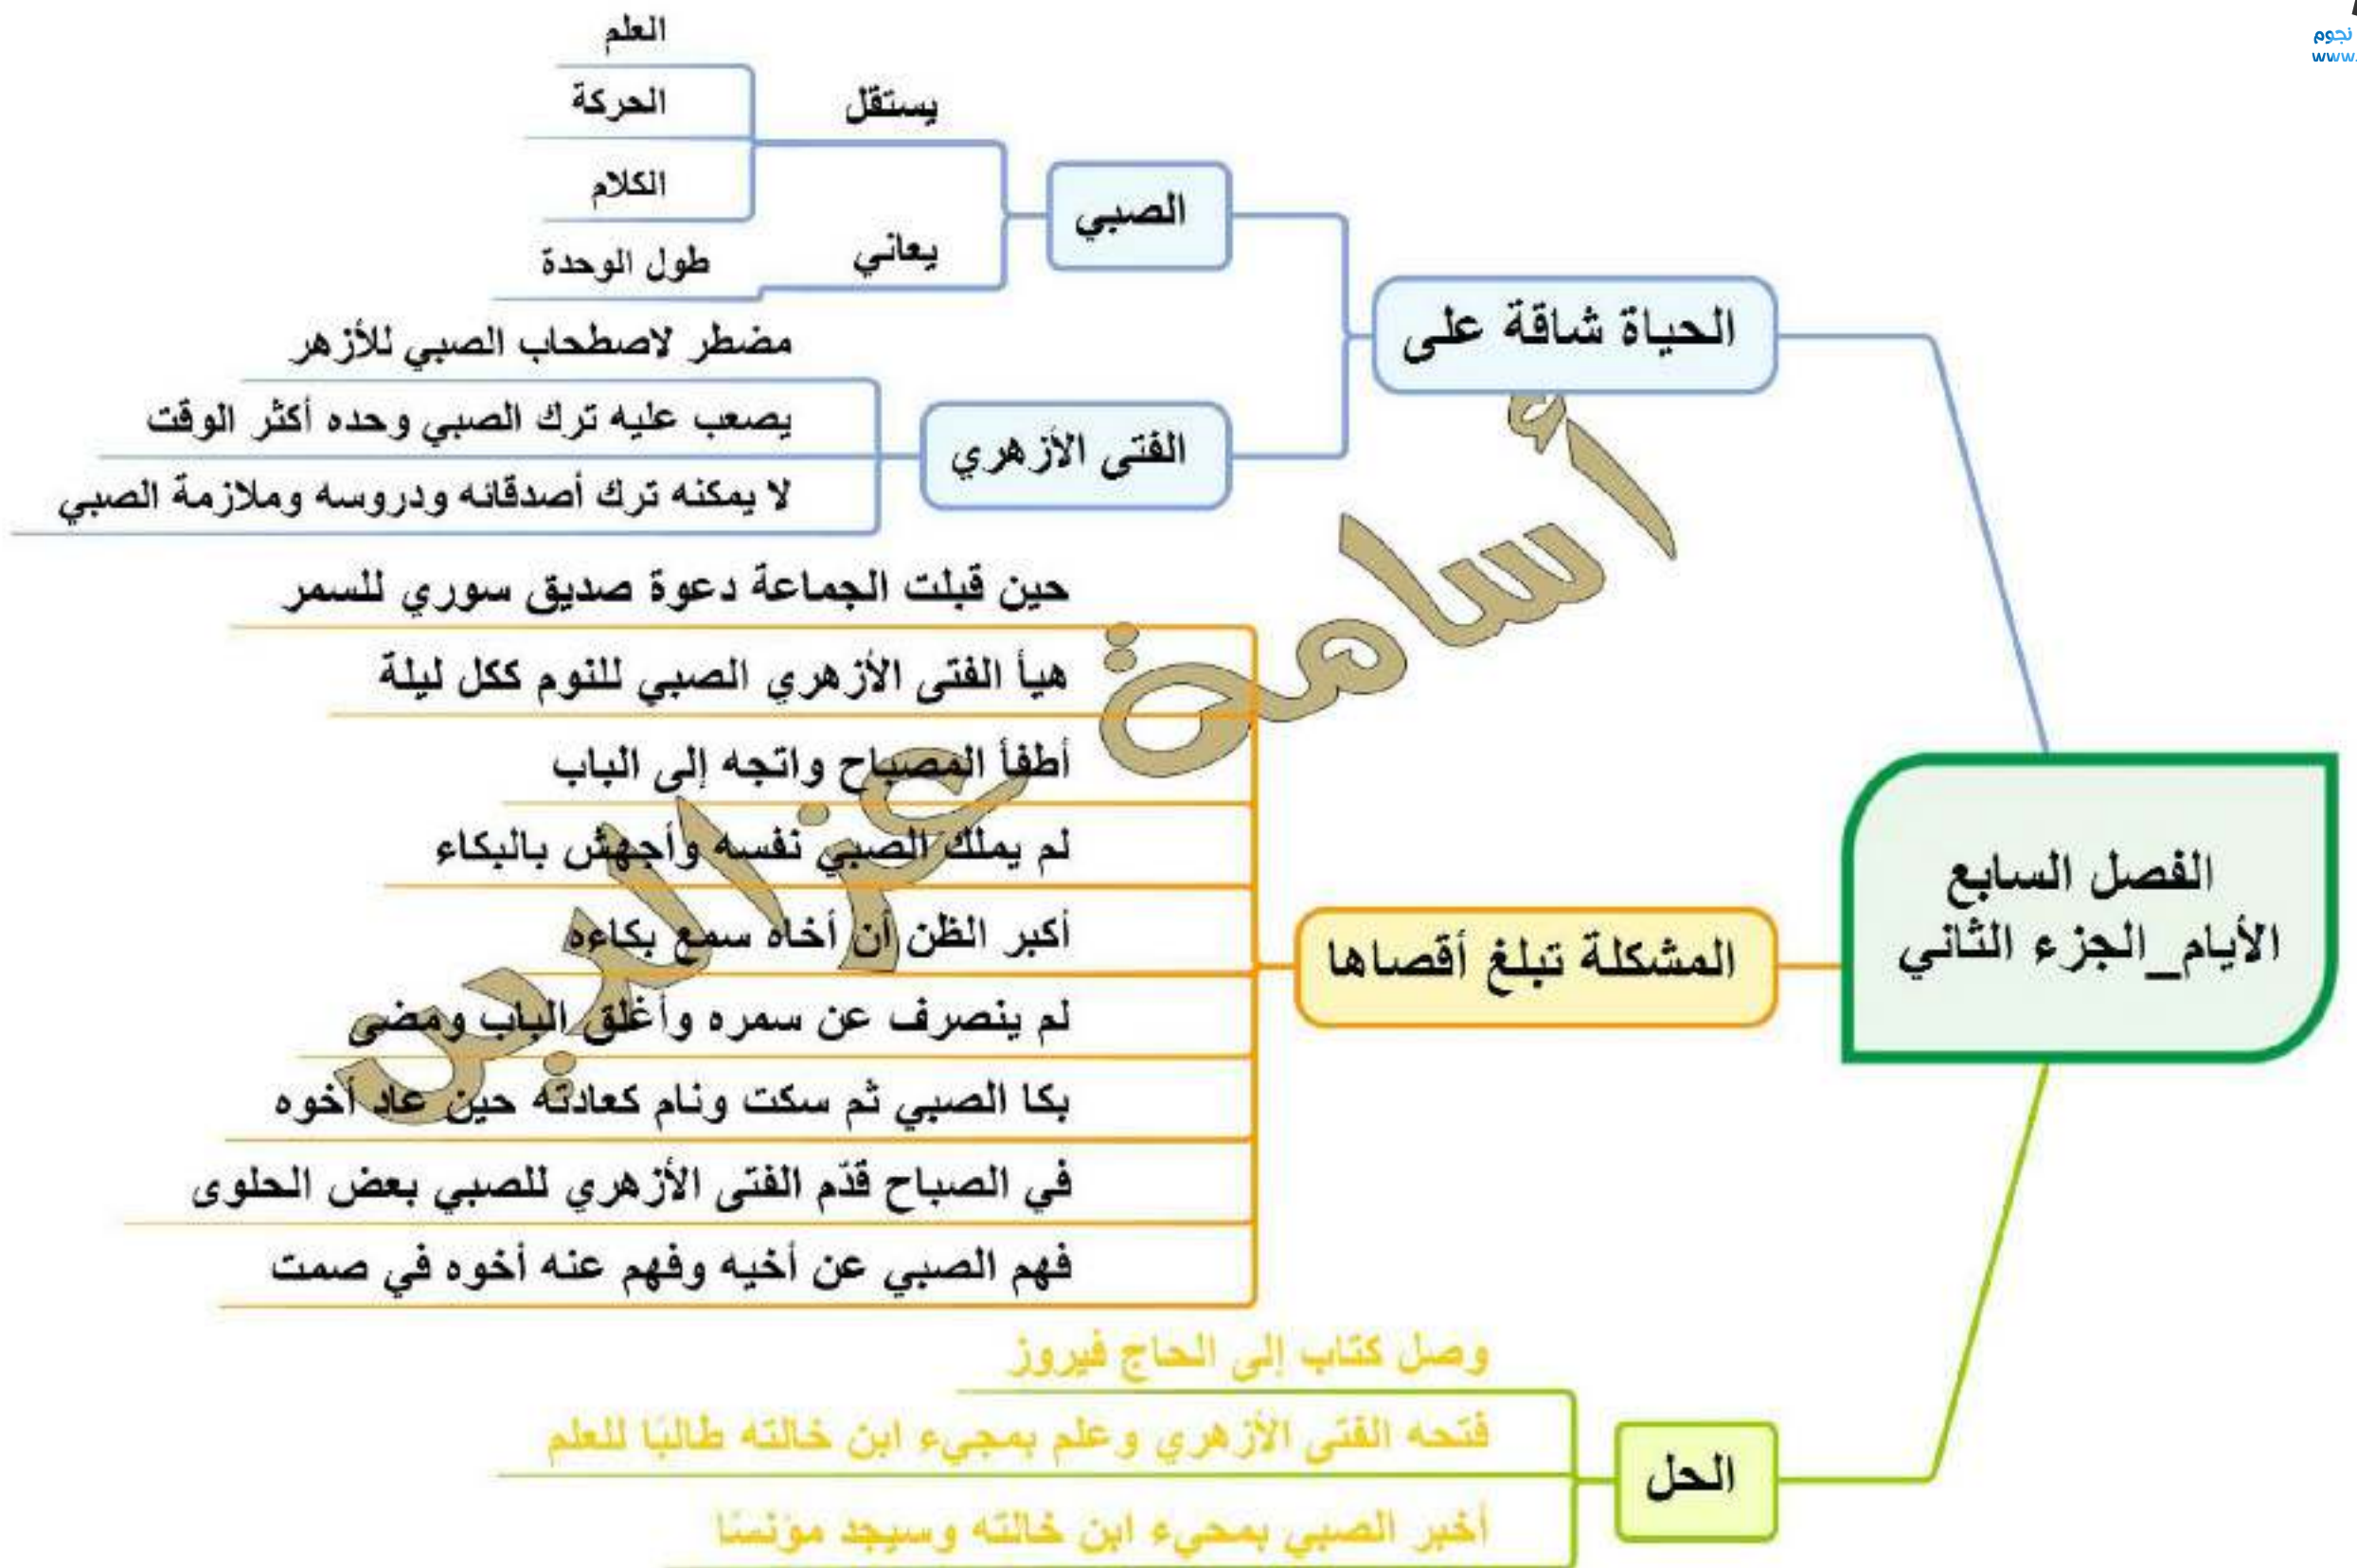 نجوم
www.
الفصل السابع
الأيام_الجزء الثاني
الحياة شاقة على
الصبي
يستقل
العلم
الحركة
الكلام
يعاني
طول الوحدة
الفتى الأزهري
مضطر لاصطحاب الصبي للأزهر
يصعب عليه ترك الصبي وحده أكثر الوقت
لا يمكنه ترك أصدقائه ودروسه وملازمة الصبي
المشكلة تبلغ أقصاها
حين قبلت الجماعة دعوة صديق سوري للسمر
هيأ الفتى الأزهري الصبي للنوم ككل ليلة
أطفأ المصباح واتجه إلى الباب
لم يملك الصبي نفسه وأجهش بالبكاء
أكبر الظن أن أخاه سمع بكاءه
لم ينصرف عن سمره وأغلق الباب ومضى
بكا الصبي ثم سكت ونام كعادته حين عاد أخوه
في الصباح قدّم الفتى الأزهري للصبي بعض الحلوى
فهم الصبي عن أخيه وفهم عنه أخوه في صمت
الحل
وصل كتاب إلى الحاج فيروز
فتحه الفتى الأزهري وعلم بمجيء ابن خالته طالبًا للعلم
أخبر الصبي بمجيء ابن خالته وسيجد مؤنسًا
أسامة عز الدين